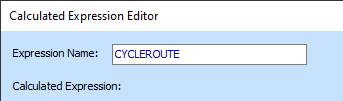 Calculated Expression Editor
Expression Name: CYCLEROUTE
Calculated Expression: